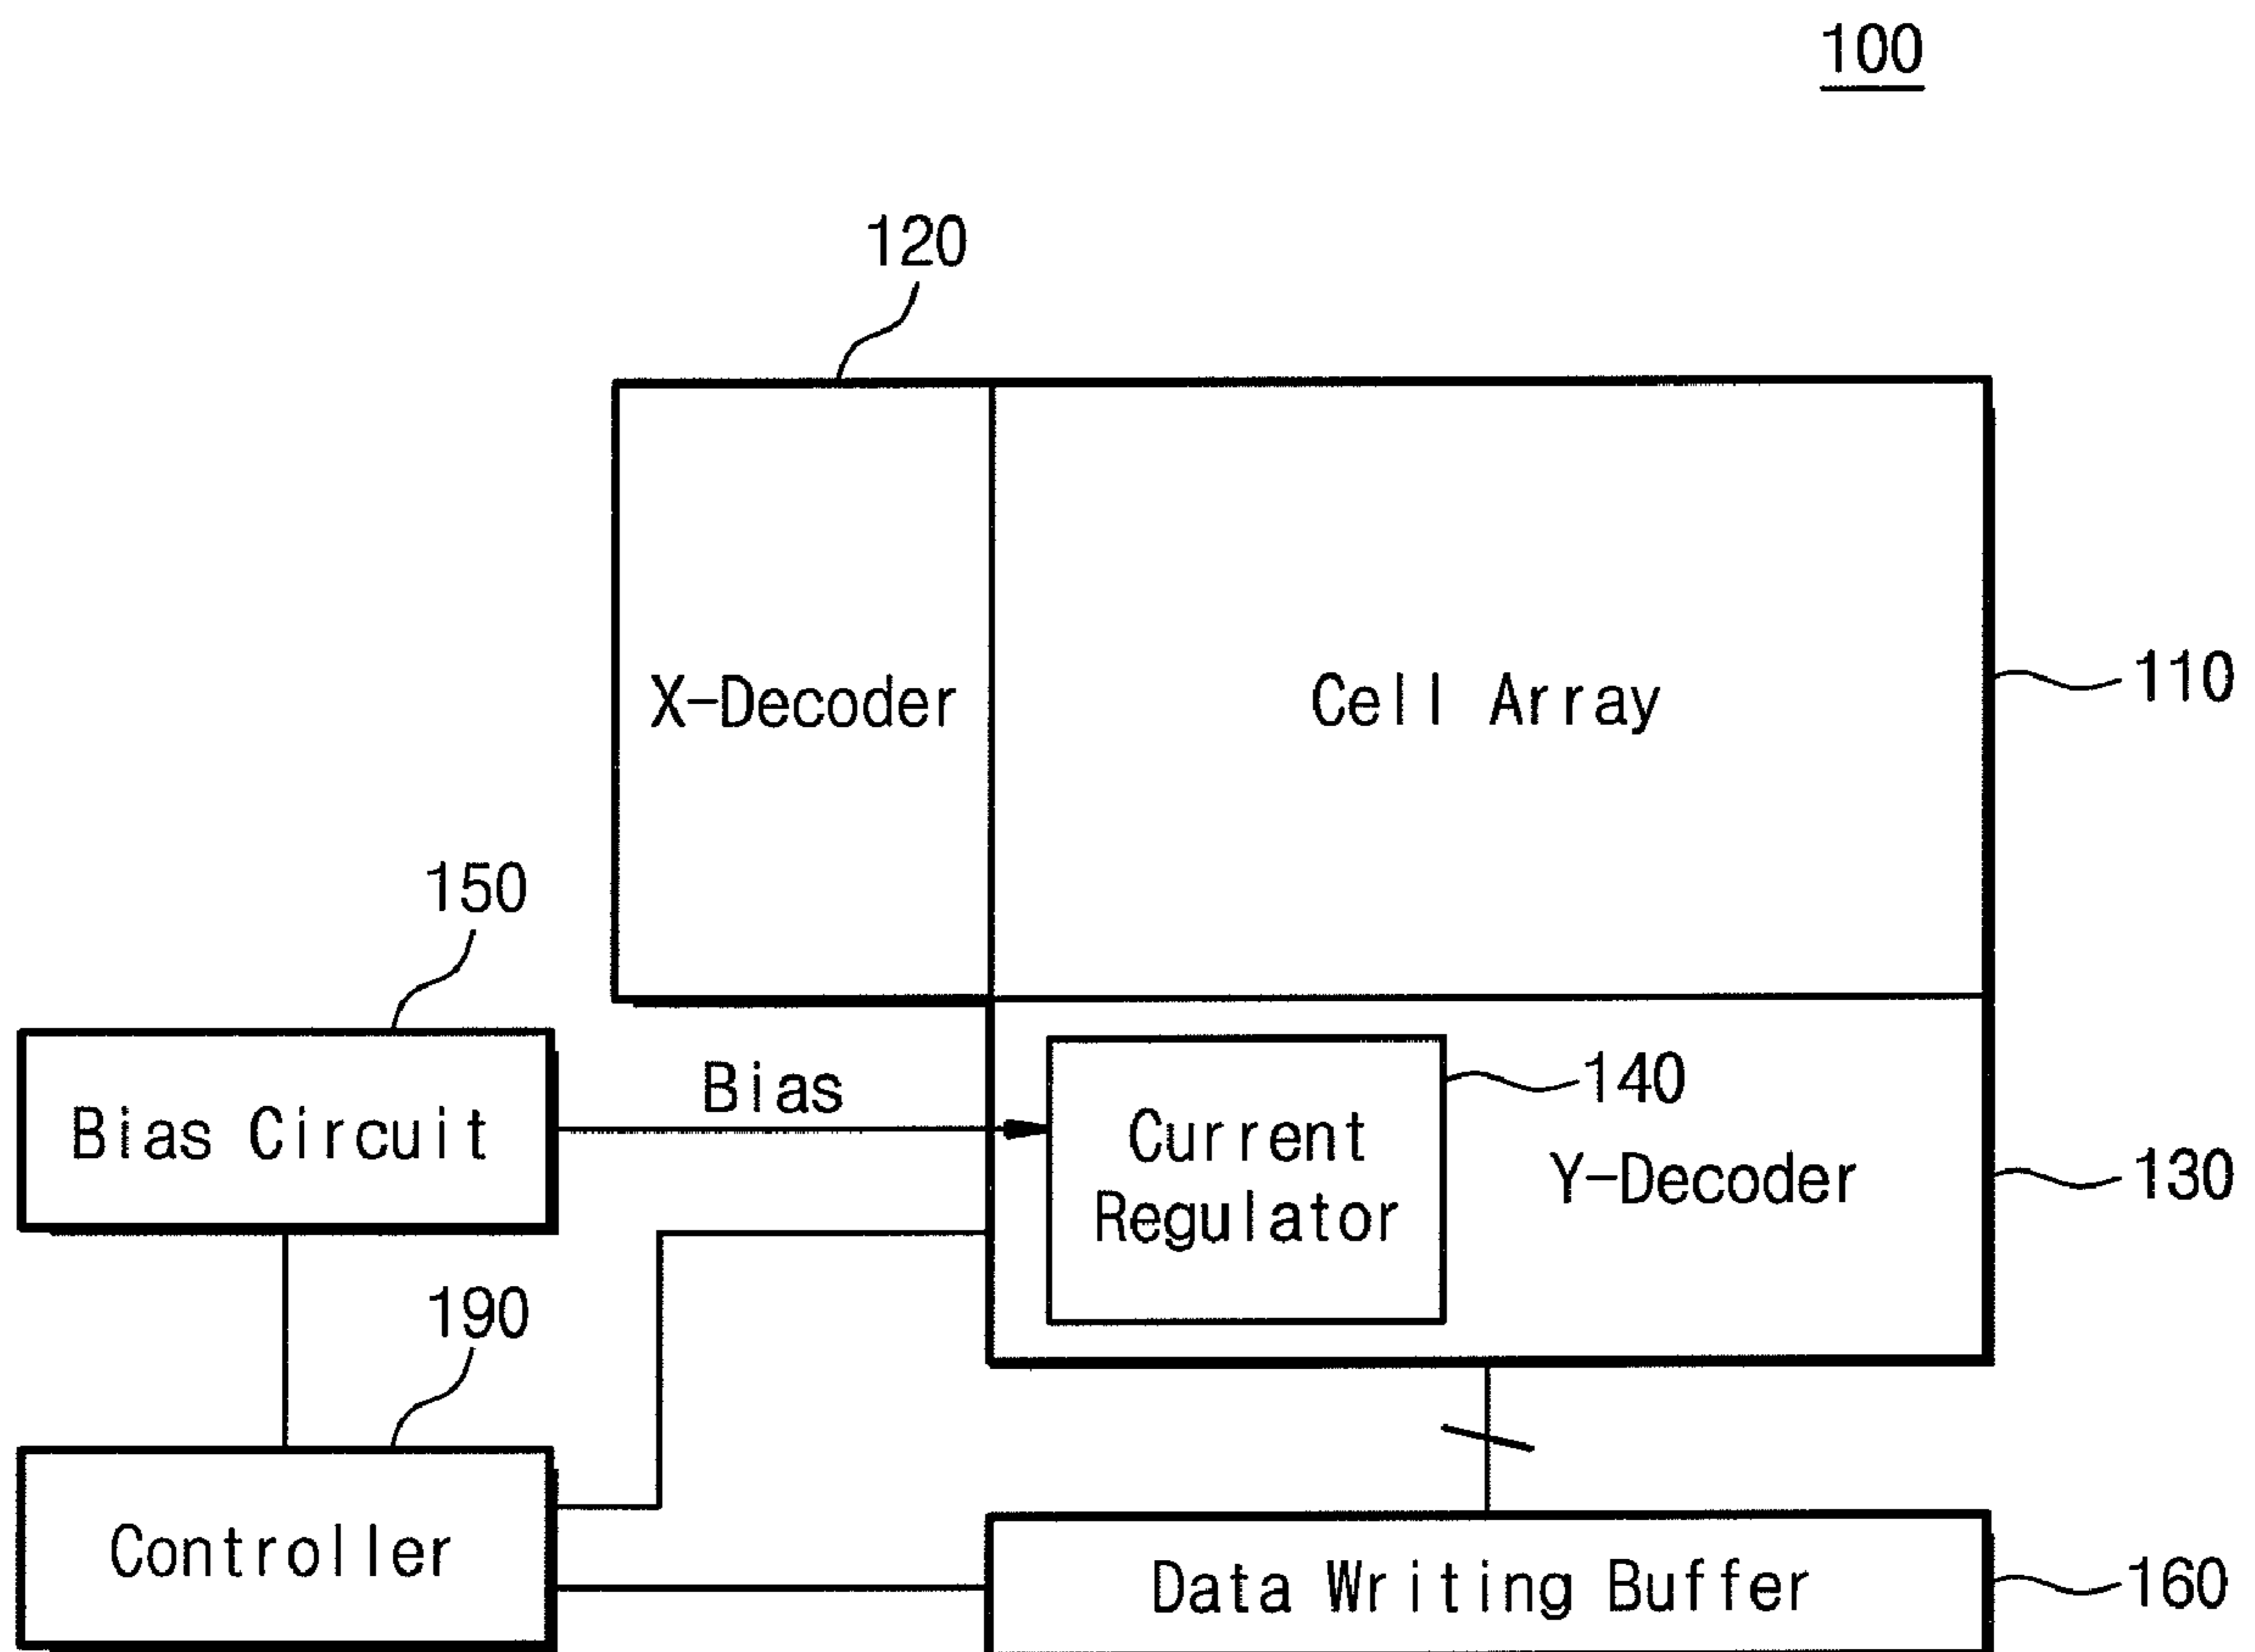 100
120
X-Decoder
Cell Array
110
150
Bias
140
Bias Circuit
Current
Regulator
Y-Decoder
130
190
Controller
Data Writing Buffer
160